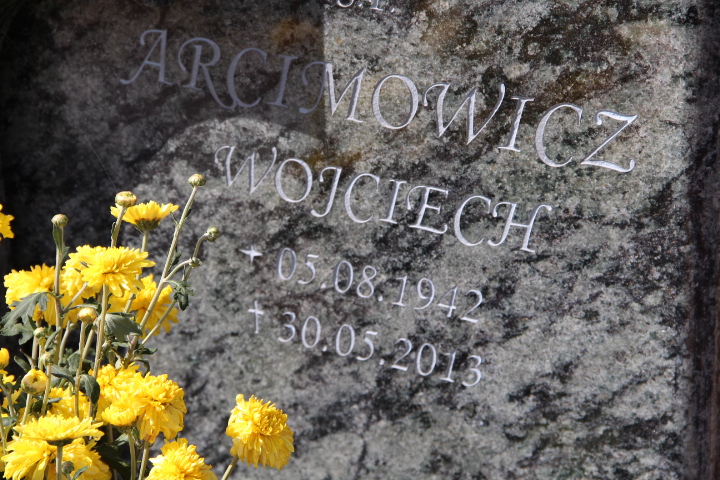 ARCIMOWICZ
WOJCIECH
05.08.1942
30.05.2013